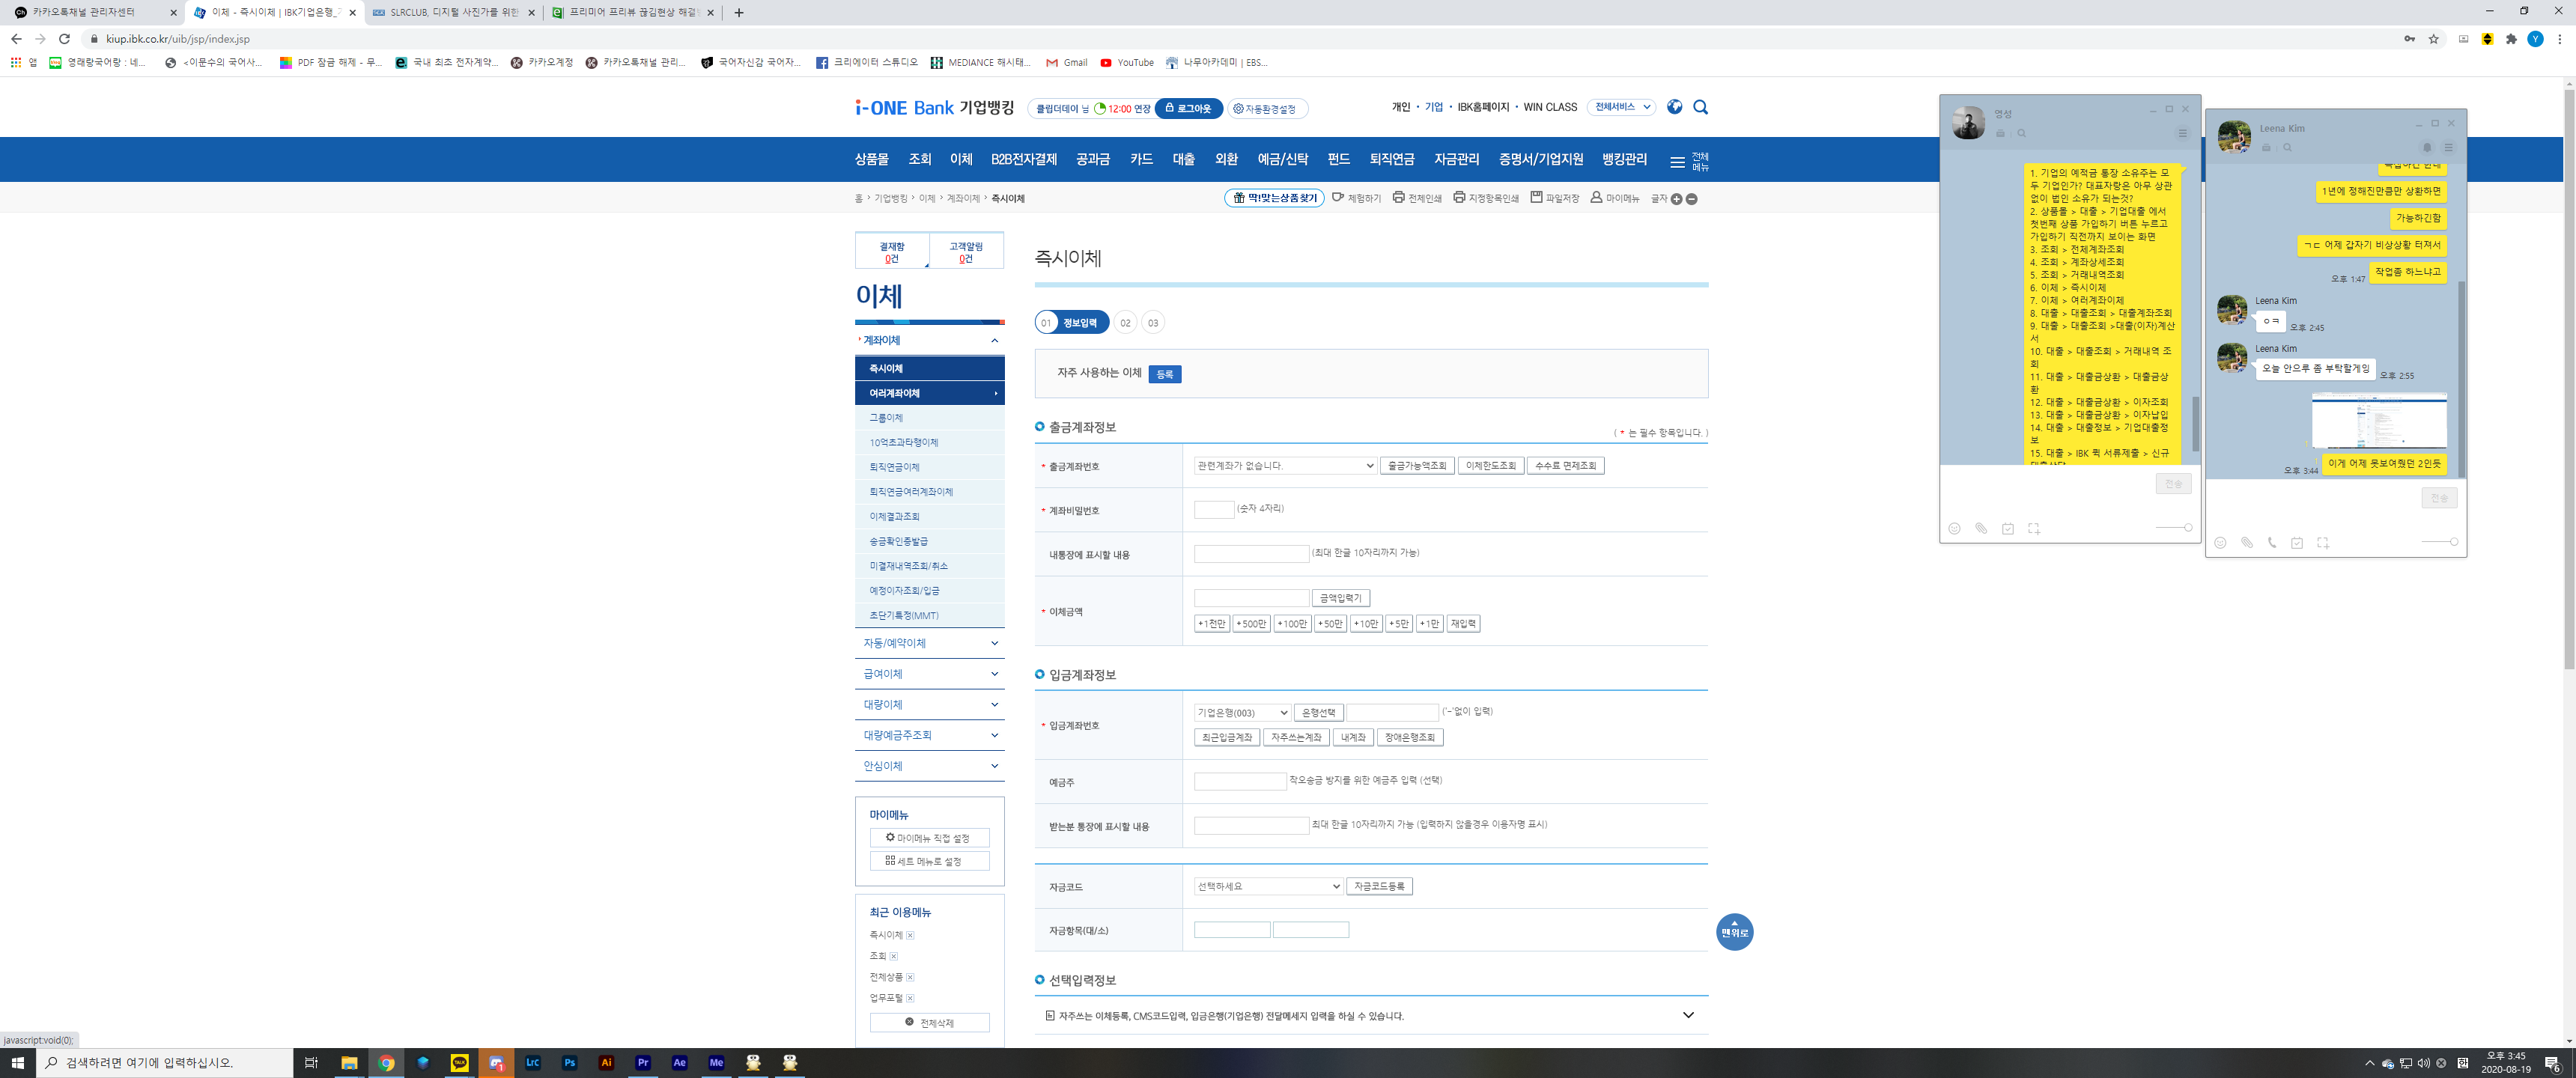 카카오톡채널 관리자센터
이체 - 즉시이체 | IBK기업은행_
SLRCLUB, 디지털 사진가를 위한
프리미어 프리뷰 끊김현상 해결
kiup.ibk.co.kr/uib/jsp/index.jsp
앱
영래랑국어랑 : 네...
<이문수의 국어사...
PDF 잠금 해제 - 무...
국내 최초 전자계약...
카카오계정
카카오톡채널 관리...
국어자신감 국어자...
크리에이터 스튜디오
MEDIANCE 해시태...
Gmail
YouTube
나무아카데미 | EBS...
i-ONE Bank 기업뱅킹
클립더데이 님 12:00 연장 로그아웃
자동환경설정
개인 · 기업 · IBK홈페이지 · WIN CLASS
전체서비스
상품몰 조회 이체 B2B전자결제 공과금 카드 대출 외환 예금/신탁 펀드 퇴직연금 자금관리 증명서/기업지원 뱅킹관리 전체메뉴
홈 > 기업뱅킹 > 이체 > 계좌이체 > 즉시이체
딱!맞는상품찾기 체험하기 전체인쇄 지정항목인쇄 파일저장 마이메뉴 글자
결재함 0건
고객알림 0건
이체
계좌이체
즉시이체
여러계좌이체
그룹이체
10억초과타행이체
퇴직연금이체
퇴직연금여러계좌이체
이체결과조회
송금확인증발급
미결재내역조회/취소
예정이자조회/입금
초단기특정(MMT)
자동/예약이체
급여이체
대량이체
대량예금주조회
안심이체
마이메뉴
마이메뉴 직접 설정
세트 메뉴로 설정
최근 이용메뉴
즉시이체
조회
전체상품
업무포털
전체삭제
즉시이체
01 정보입력 02 03
자주 사용하는 이체 등록
출금계좌정보
( * 는 필수 항목입니다. )
* 출금계좌번호 관련계좌가 없습니다. 출금가능액조회 이체한도조회 수수료 면제조회
* 계좌비밀번호 (숫자 4자리)
내통장에 표시할 내용 (최대 한글 10자리까지 가능)
* 이체금액 금액입력기
+1천만 +500만 +100만 +50만 +10만 +5만 +1만 재입력
입금계좌정보
* 입금계좌번호 기업은행(003) 은행선택 ('-'없이 입력)
최근입금계좌 자주쓰는계좌 내계좌 장애은행조회
예금주 착오송금 방지를 위한 예금주 입력 (선택)
받는분 통장에 표시할 내용 최대 한글 10자리까지 가능 (입력하지 않을경우 이용자명 표시)
자금코드 선택하세요 자금코드등록
자금항목(대/소)
선택입력정보
자주쓰는 이체등록, CMS코드입력, 입금은행(기업은행) 전달메세지 입력을 하실 수 있습니다.
맨위로
영성
1. 기업의 예적금 통장 소유주는 모
두 기업인가? 대표자랑은 아무 상관
없이 법인 소유가 되는것?
2. 상품몰 > 대출 > 기업대출 에서
첫번째 상품 가입하기 버튼 누르고
가입하기 직전까지 보이는 화면
3. 조회 > 전체계좌조회
4. 조회 > 계좌상세조회
5. 조회 > 거래내역조회
6. 이체 > 즉시이체
7. 이체 > 여러계좌이체
8. 대출 > 대출조회 > 대출계좌조회
9. 대출 > 대출조회 >대출(이자)계산
서
10. 대출 > 대출조회 > 거래내역 조
회
11. 대출 > 대출금상환 > 대출금상
환
12. 대출 > 대출금상환 > 이자조회
13. 대출 > 대출금상환 > 이자납입
14. 대출 > 대출정보 > 기업대출정
보
15. 대출 > IBK 퀵 서류제출 > 신규
전송
Leena Kim
1년에 정해진만큼만 상환하면
가능하긴함
ㄱㄷ 어제 갑자기 비상상황 터져서
작업좀 하느냐고
오후 1:47
Leena Kim
ㅇㅋ
오후 2:45
Leena Kim
오늘 안으루 좀 부탁할게잉
오후 2:55
이게 어제 못보여줬던 2인듯
오후 3:44
전송
javascript:void(0);
검색하려면 여기에 입력하십시오.
TALK
1
LrC
Ps
Ai
Pr
Ae
Me
한
오후 3:45
2020-08-19
6